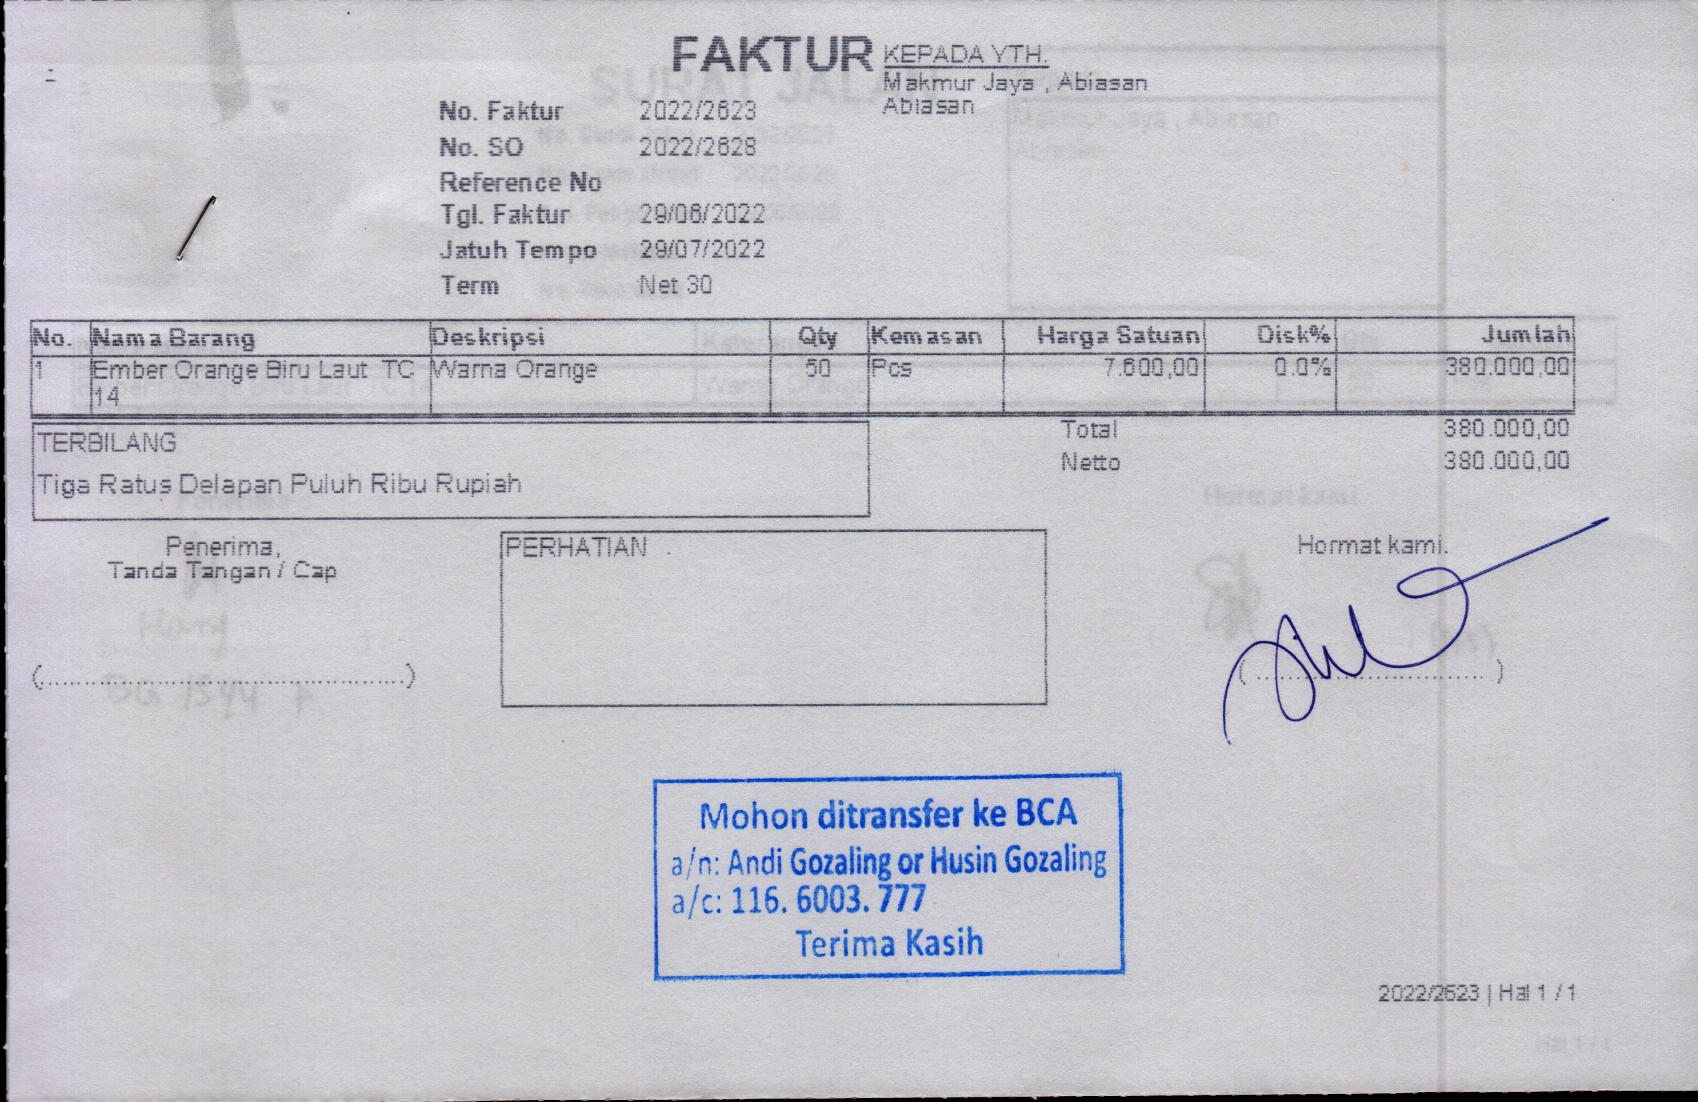 FAKTUR
KEPADA YTH.
Makmur Jaya , Abiasan
Abiasan
No. Faktur 2022/2623
No. SO 2022/2628
Reference No
Tgl. Faktur 29/06/2022
Jatuh Tempo 29/07/2022
Term Net 30
No. Nama Barang Deskripsi Qty Kemasan Harga Satuan Disk% Jumlah
1 Ember Orange Biru Laut TC Warna Orange 50 Pcs 7.600,00 0.0% 380.000,00
14
Total 380.000,00
Netto 380.000,00
TERBILANG
Tiga Ratus Delapan Puluh Ribu Rupiah
Penerima,
Tanda Tangan / Cap
(............................................)
PERHATIAN
Hormat kami.
(............................)
Mohon ditransfer ke BCA
a/n: Andi Gozaling or Husin Gozaling
a/c: 116. 6003. 777
Terima Kasih
2022/2623 | Hal 1 / 1